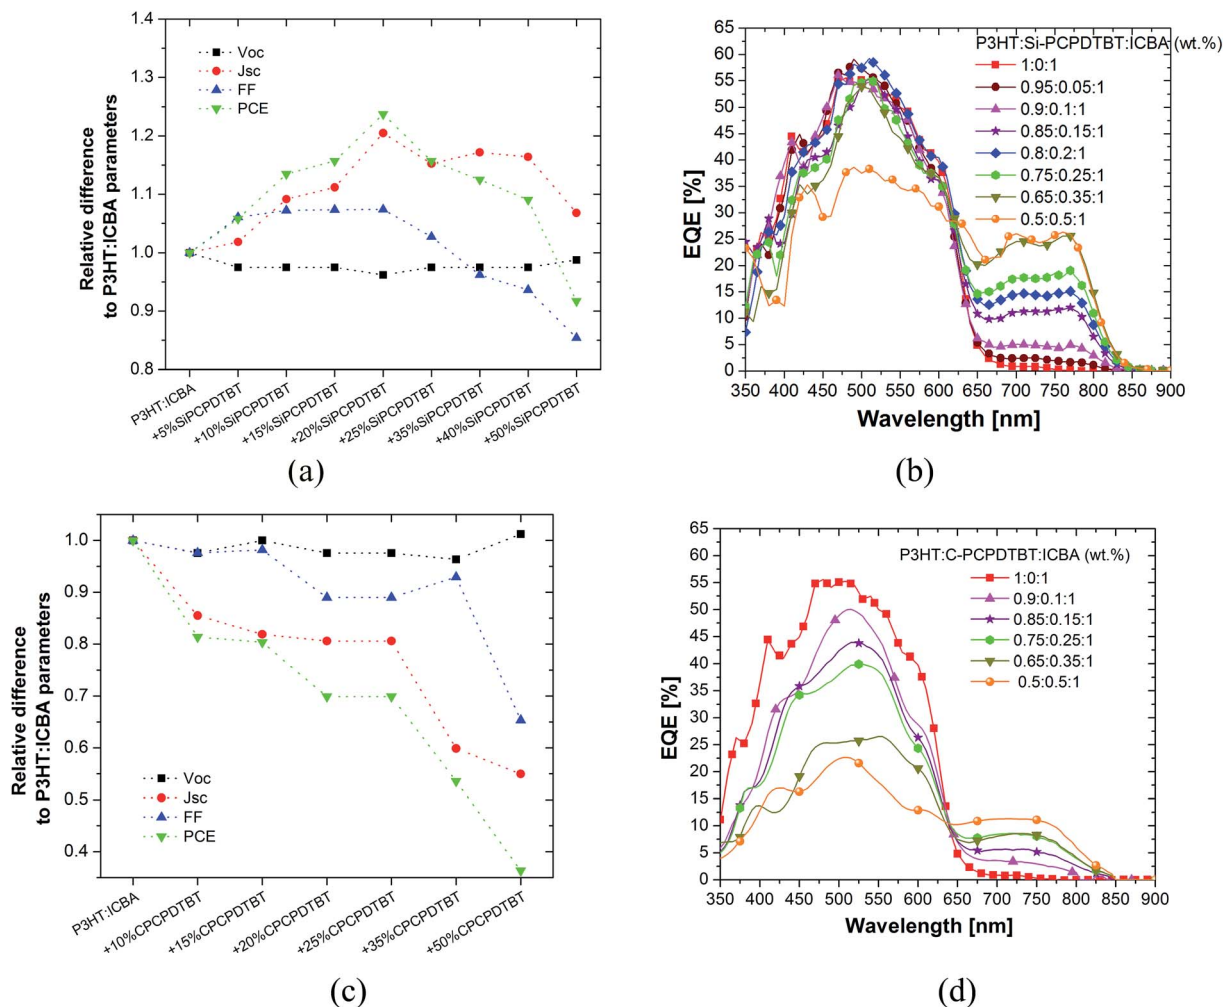 1.4
1.3
1.2
1.1
1.0
0.9
0.8
Relative difference
to P3HT:ICBA parameters
Voc
Jsc
FF
PCE
P3HT:ICBA
+5%SiPCPDTBT
+10%SiPCPDTBT
+15%SiPCPDTBT
+20%SiPCPDTBT
+25%SiPCPDTBT
+35%SiPCPDTBT
+40%SiPCPDTBT
+50%SiPCPDTBT
(a)
65
60
55
50
45
40
35
30
25
20
15
10
5
0
EQE [%]
P3HT:Si-PCPDTBT:ICBA (wt.%)
1:0:1
0.95:0.05:1
0.9:0.1:1
0.85:0.15:1
0.8:0.2:1
0.75:0.25:1
0.65:0.35:1
0.5:0.5:1
350 400 450 500 550 600 650 700 750 800 850 900
Wavelength [nm]
(b)
1.0
0.9
0.8
0.7
0.6
0.5
0.4
Relative difference
to P3HT:ICBA parameters
Voc
Jsc
FF
PCE
P3HT:ICBA
+10%CPCPDTBT
+15%CPCPDTBT
+20%CPCPDTBT
+25%CPCPDTBT
+35%CPCPDTBT
+50%CPCPDTBT
(c)
65
60
55
50
45
40
35
30
25
20
15
10
5
0
EQE [%]
P3HT:C-PCPDTBT:ICBA (wt.%)
1:0:1
0.9:0.1:1
0.85:0.15:1
0.75:0.25:1
0.65:0.35:1
0.5:0.5:1
350 400 450 500 550 600 650 700 750 800 850 900
Wavelength [nm]
(d)